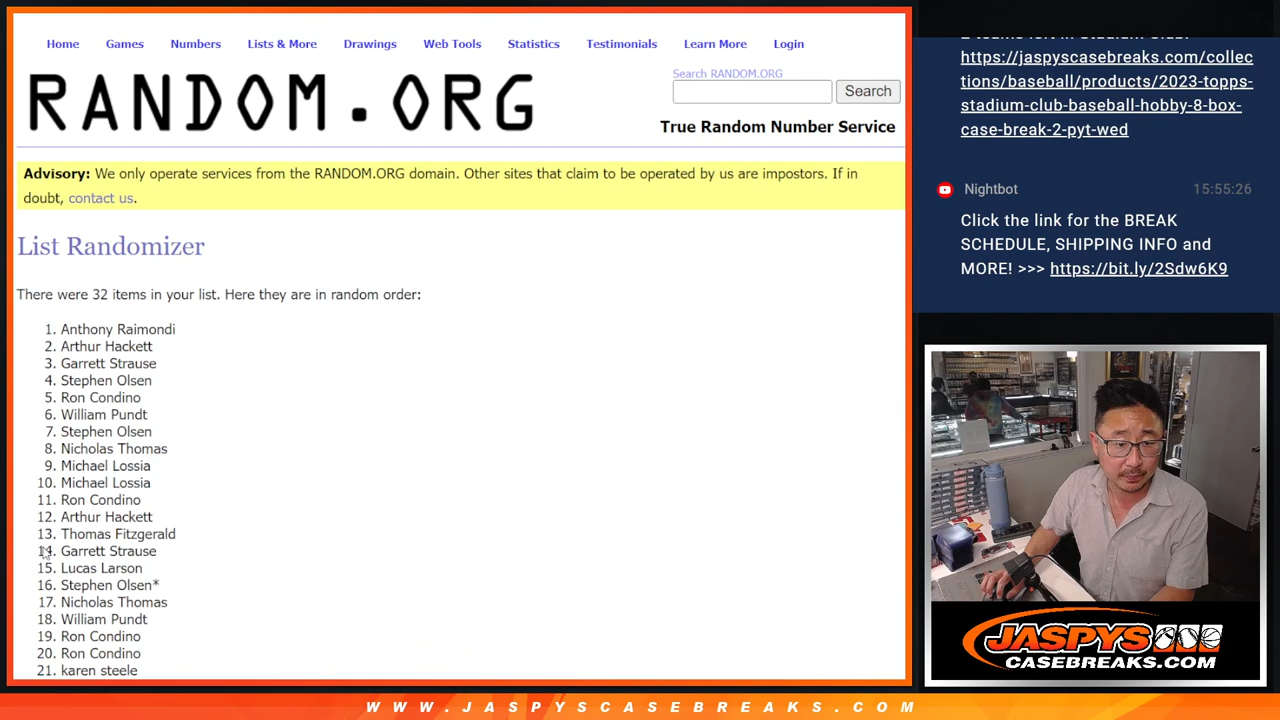 Home Games Numbers Lists & More Drawings Web Tools Statistics Testimonials Learn More Login
RANDOM.ORG
Search RANDOM.ORG
Search
True Random Number Service
Advisory: We only operate services from the RANDOM.ORG domain. Other sites that claim to be operated by us are impostors. If in
doubt, contact us.
List Randomizer
There were 32 items in your list. Here they are in random order:
1. Anthony Raimondi
2. Arthur Hackett
3. Garrett Strause
4. Stephen Olsen
5. Ron Condino
6. William Pundt
7. Stephen Olsen
8. Nicholas Thomas
9. Michael Lossia
10. Michael Lossia
11. Ron Condino
12. Arthur Hackett
13. Thomas Fitzgerald
14. Garrett Strause
15. Lucas Larson
16. Stephen Olsen*
17. Nicholas Thomas
18. William Pundt
19. Ron Condino
20. Ron Condino
21. karen steele
2 teams left in Stadium Club!
https://jaspyscasebreaks.com/collec
tions/baseball/products/2023-topps-
stadium-club-baseball-hobby-8-box-
case-break-2-pyt-wed
Nightbot 15:55:26
Click the link for the BREAK
SCHEDULE, SHIPPING INFO and
MORE! >>> https://bit.ly/2Sdw6K9
JASPYS
CASEBREAKS.COM
WWW.JASPYSCASEBREAKS.COM